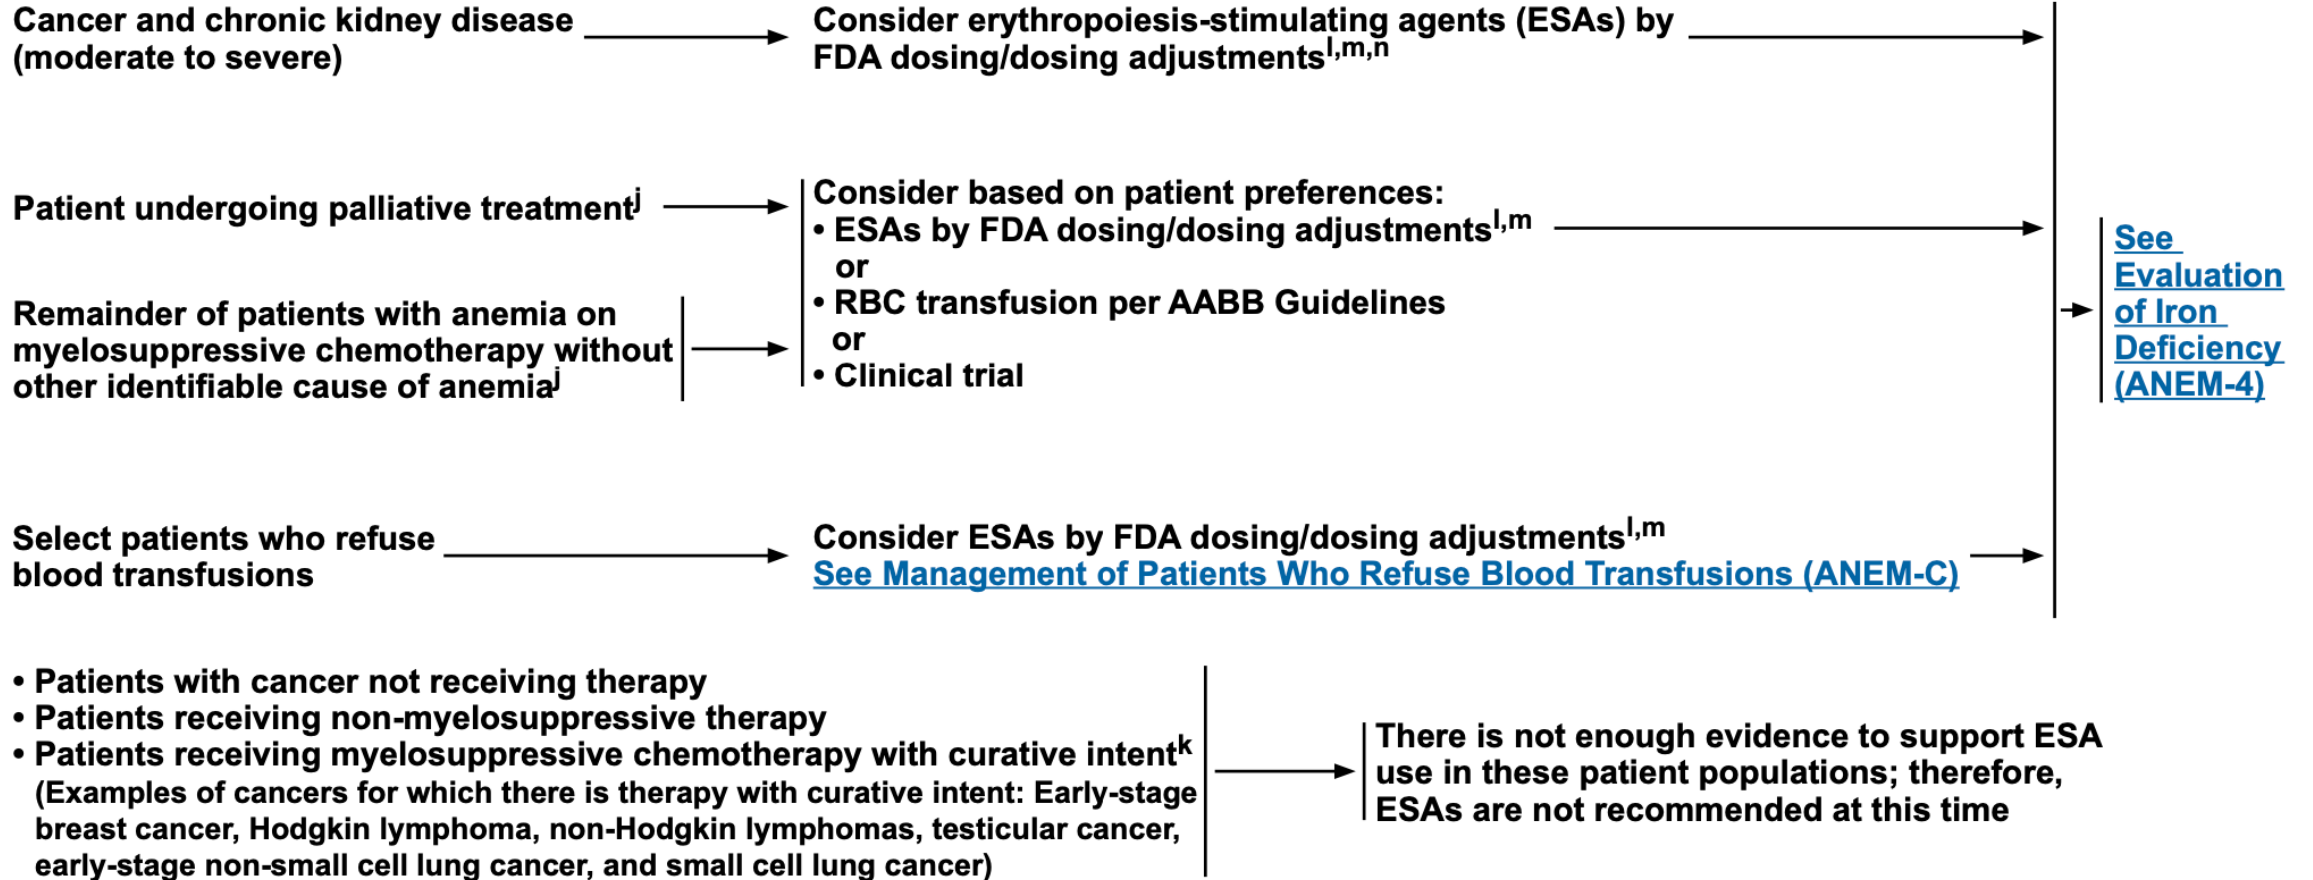 Cancer and chronic kidney disease
(moderate to severe)
Consider erythropoiesis-stimulating agents (ESAs) by
FDA dosing/dosing adjustmentsl,m,n
Patient undergoing palliative treatmentj
Remainder of patients with anemia on
myelosuppressive chemotherapy without
other identifiable cause of anemiaj
Consider based on patient preferences:
• ESAs by FDA dosing/dosing adjustmentsl,m
or
• RBC transfusion per AABB Guidelines
or
• Clinical trial
Select patients who refuse
blood transfusions
Consider ESAs by FDA dosing/dosing adjustmentsl,m
See Management of Patients Who Refuse Blood Transfusions (ANEM-C)
See
Evaluation
of Iron
Deficiency
(ANEM-4)
• Patients with cancer not receiving therapy
• Patients receiving non-myelosuppressive therapy
• Patients receiving myelosuppressive chemotherapy with curative intentk
(Examples of cancers for which there is therapy with curative intent: Early-stage
breast cancer, Hodgkin lymphoma, non-Hodgkin lymphomas, testicular cancer,
early-stage non-small cell lung cancer, and small cell lung cancer)
There is not enough evidence to support ESA
use in these patient populations; therefore,
ESAs are not recommended at this time